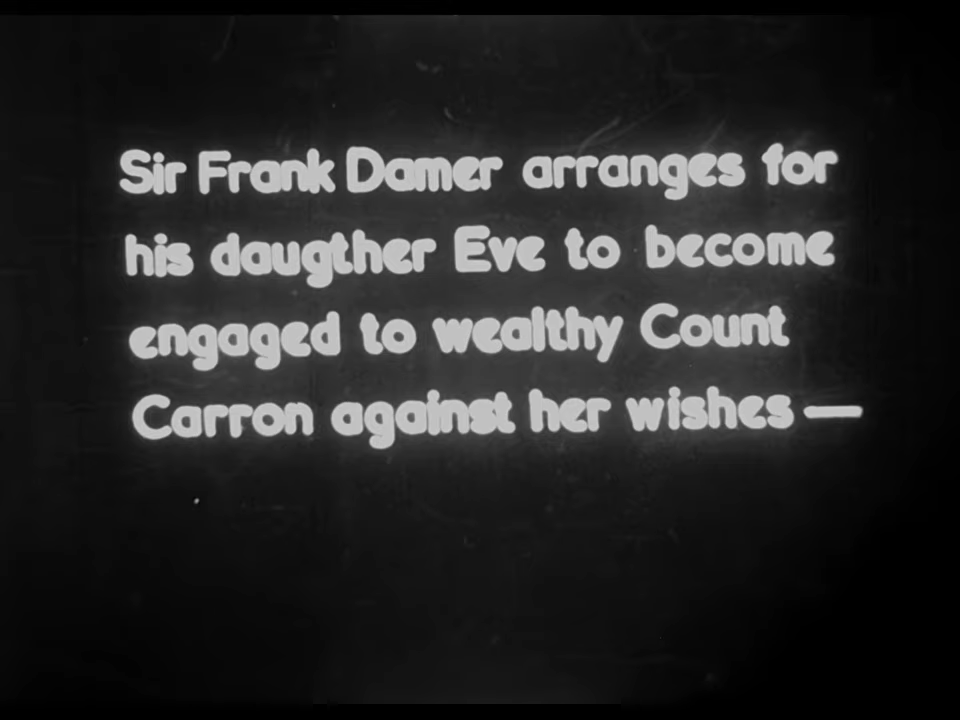 Sir Frank Damer arranges for
his daugther Eve to become
engaged to wealthy Count
Carron against her wishes —